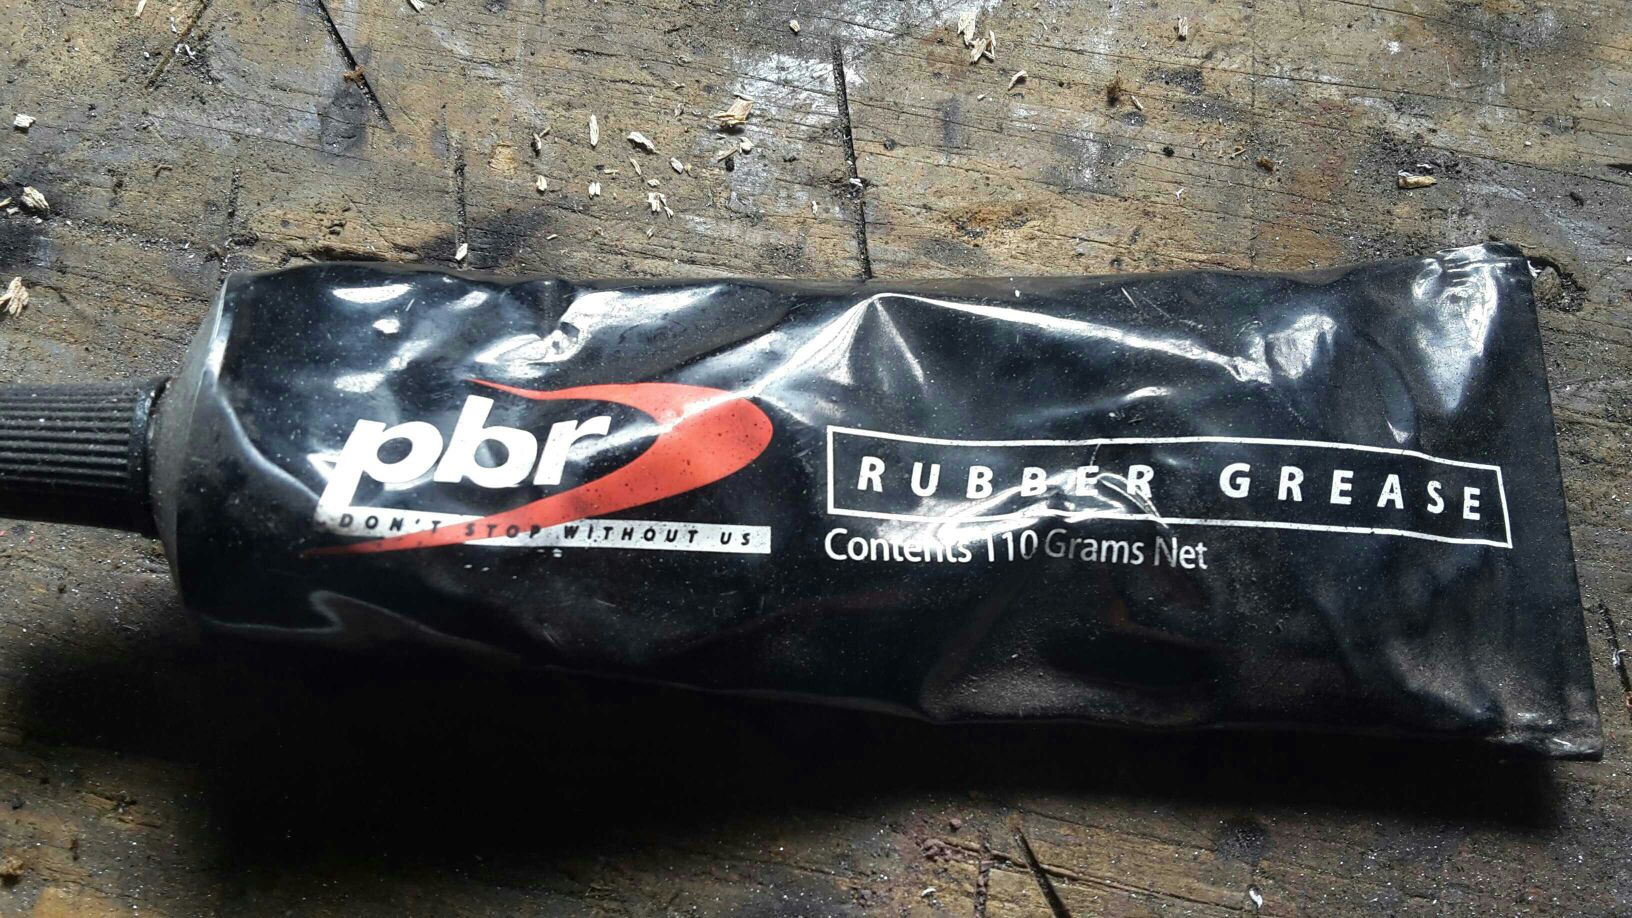 pbr
DON'T STOP WITHOUT US
RUBBER GREASE
Contents 110 Grams Net